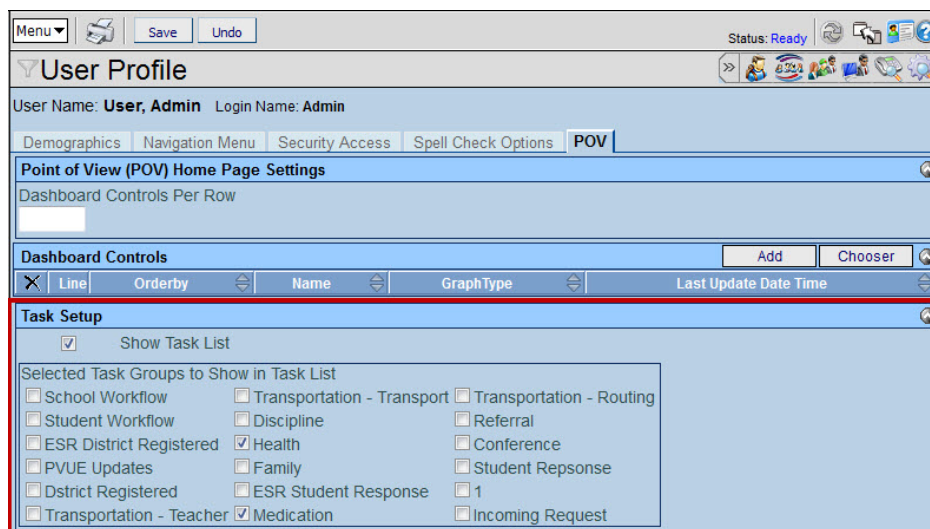 Menu Save Undo Status: Ready
User Profile
User Name: User, Admin Login Name: Admin
Demographics Navigation Menu Security Access Spell Check Options POV
Point of View (POV) Home Page Settings
Dashboard Controls Per Row
Dashboard Controls Add Chooser
Line Orderby Name GraphType Last Update Date Time
Task Setup
Show Task List
Selected Task Groups to Show in Task List
School Workflow Transportation - Transport Transportation - Routing
Student Workflow Discipline Referral
ESR District Registered Health Conference
PVUE Updates Family Student Repsonse
Dstrict Registered ESR Student Response 1
Transportation - Teacher Medication Incoming Request